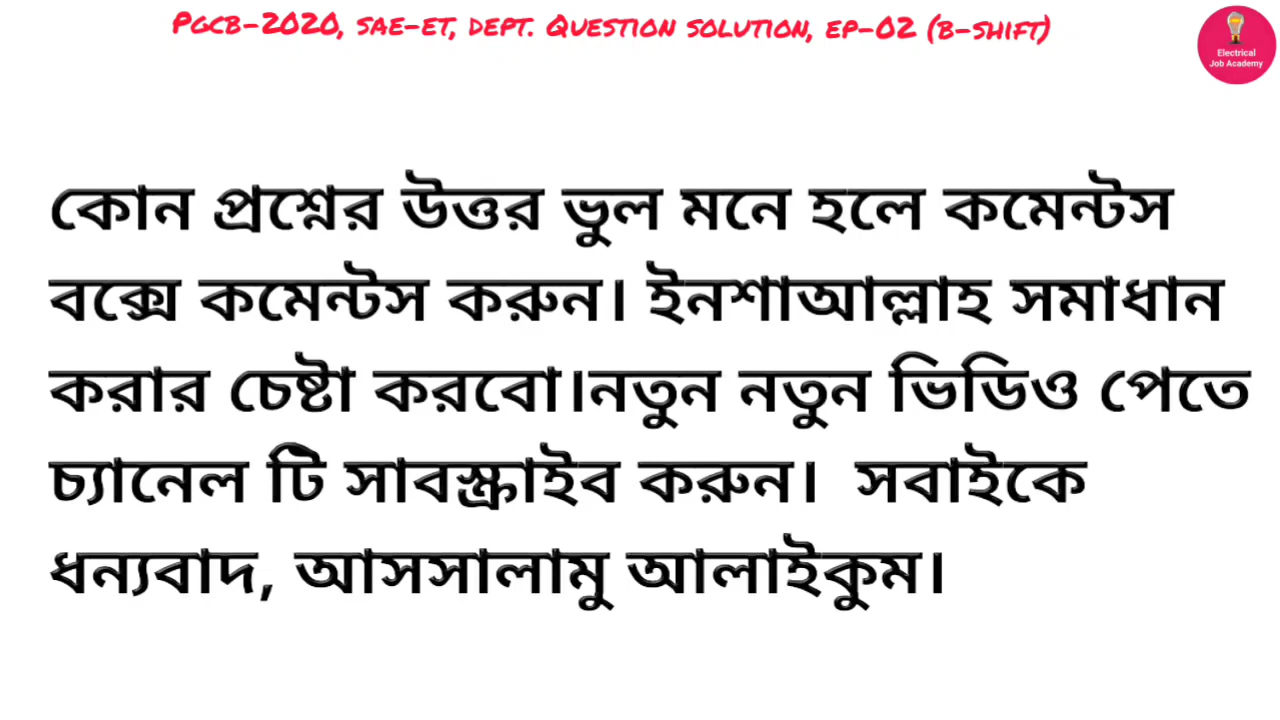 PGCB-2020, SAE-ET, DEPT. QUESTION SOLUTION, EP-02 (B-SHIFT)
Electrical
Job Academy
কোন প্রশ্নের উত্তর ভুল মনে হলে কমেন্টস
বক্সে কমেন্টস করুন। ইনশাআল্লাহ সমাধান
করার চেষ্টা করবো।নতুন নতুন ভিডিও পেতে
চ্যানেল টি সাবস্ক্রাইব করুন। সবাইকে
ধন্যবাদ, আসসালামু আলাইকুম।